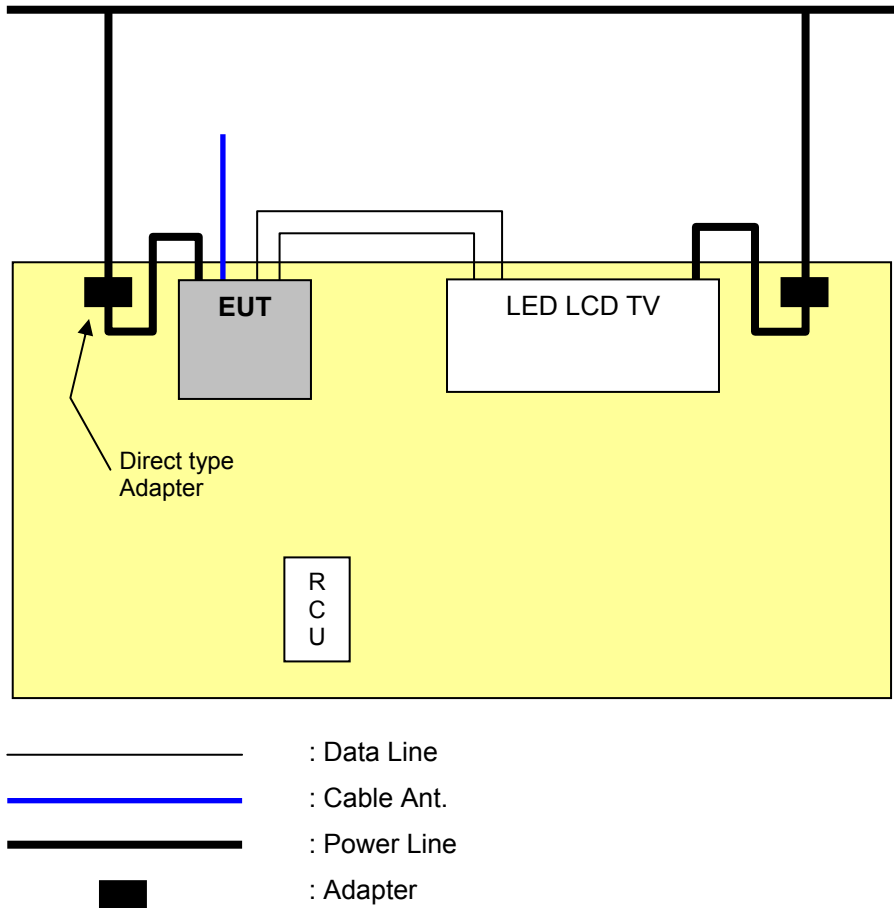 EUT
LED LCD TV
Direct type
Adapter
R
C
U
: Data Line
: Cable Ant.
: Power Line
: Adapter